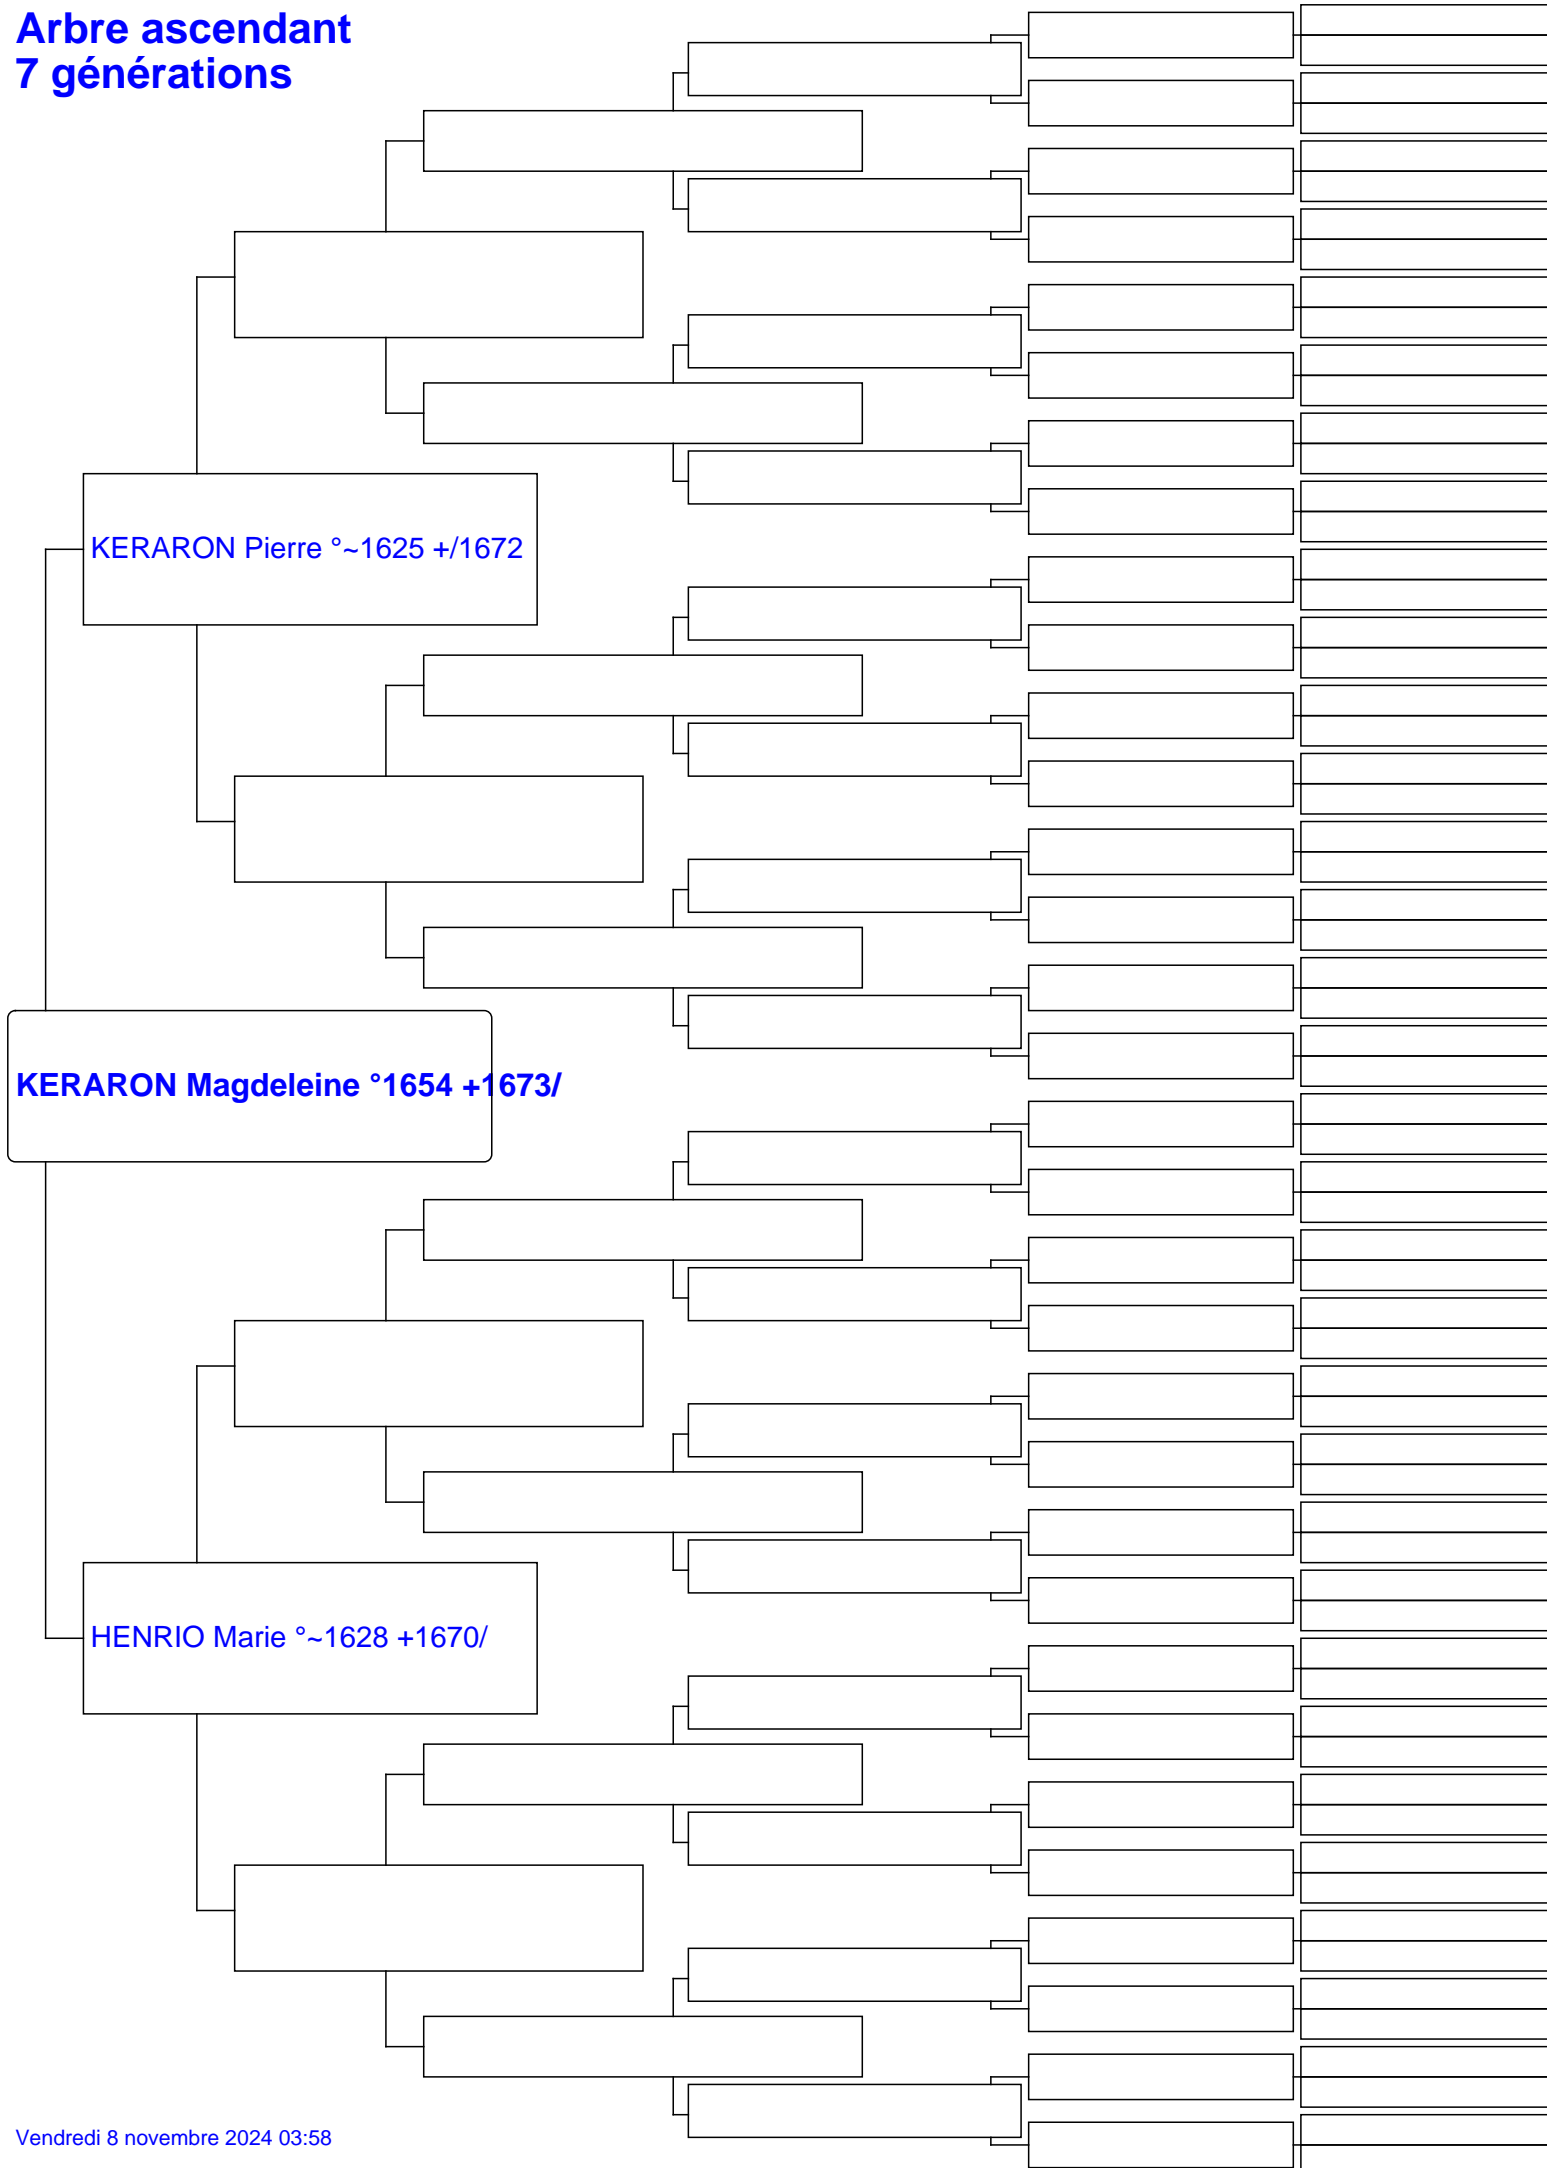 Arbre ascendant
7 générations
KERARON Pierre °~1625 +/1672
KERARON Magdeleine °1654 +1673/
HENRIO Marie °~1628 +1670/
Vendredi 8 novembre 2024 03:58